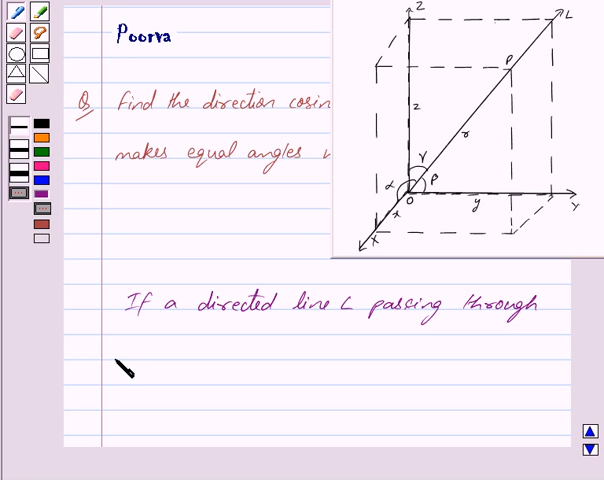 Poorva
Q Find the direction cosin
makes equal angles
If a directed line L passing through
Z
L
P
z
r
γ
α
β
O
x
y
Y
X